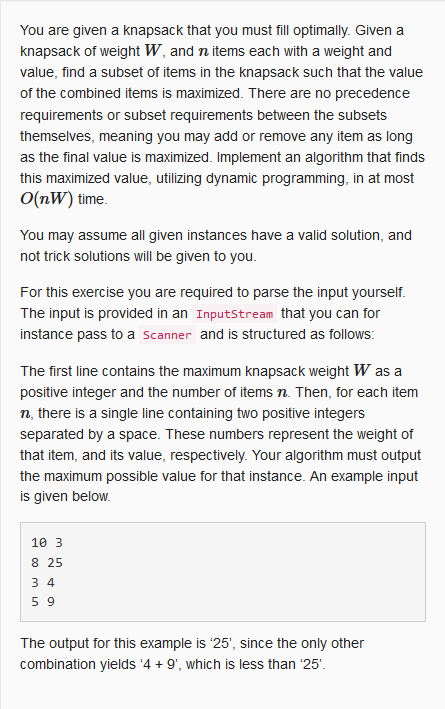 You are given a knapsack that you must fill optimally. Given a
knapsack of weight W, and n items each with a weight and
value, find a subset of items in the knapsack such that the value
of the combined items is maximized. There are no precedence
requirements or subset requirements between the subsets
themselves, meaning you may add or remove any item as long
as the final value is maximized. Implement an algorithm that finds
this maximized value, utilizing dynamic programming, in at most
O(nW) time.
You may assume all given instances have a valid solution, and
not trick solutions will be given to you.
For this exercise you are required to parse the input yourself.
The input is provided in an InputStream that you can for
instance pass to a Scanner and is structured as follows:
The first line contains the maximum knapsack weight W as a
positive integer and the number of items n. Then, for each item
n, there is a single line containing two positive integers
separated by a space. These numbers represent the weight of
that item, and its value, respectively. Your algorithm must output
the maximum possible value for that instance. An example input
is given below.
10 3
8 25
3 4
5 9
The output for this example is ‘25’, since the only other
combination yields ‘4 + 9’, which is less than ‘25’.